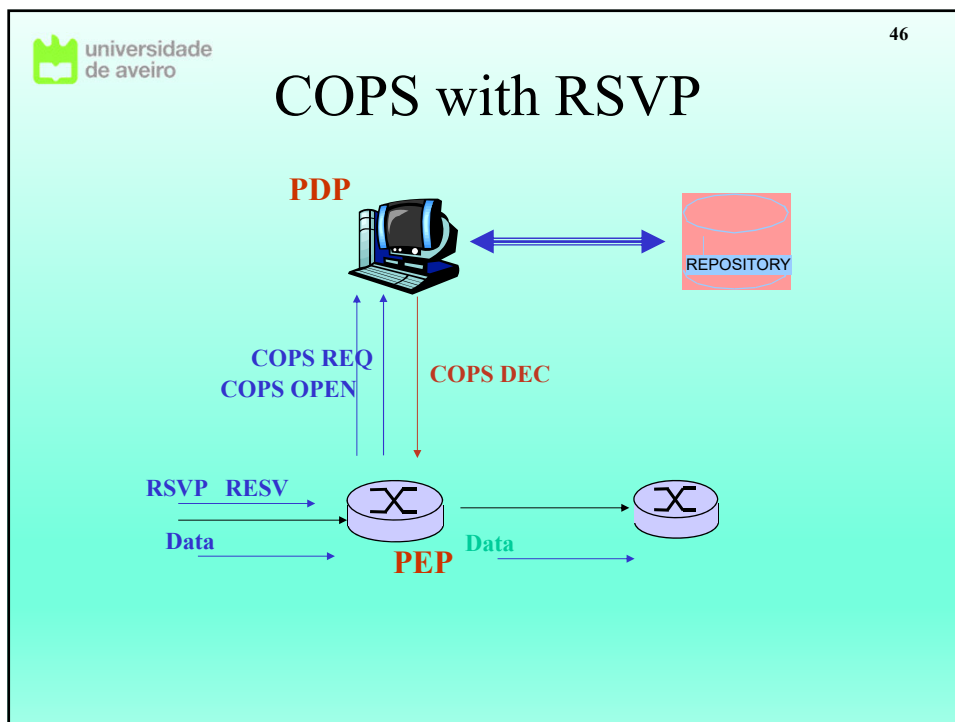 46
universidade
de aveiro
COPS with RSVP
PDP
REPOSITORY
COPS REQ
COPS OPEN
COPS DEC
RSVP RESV
Data
PEP
Data